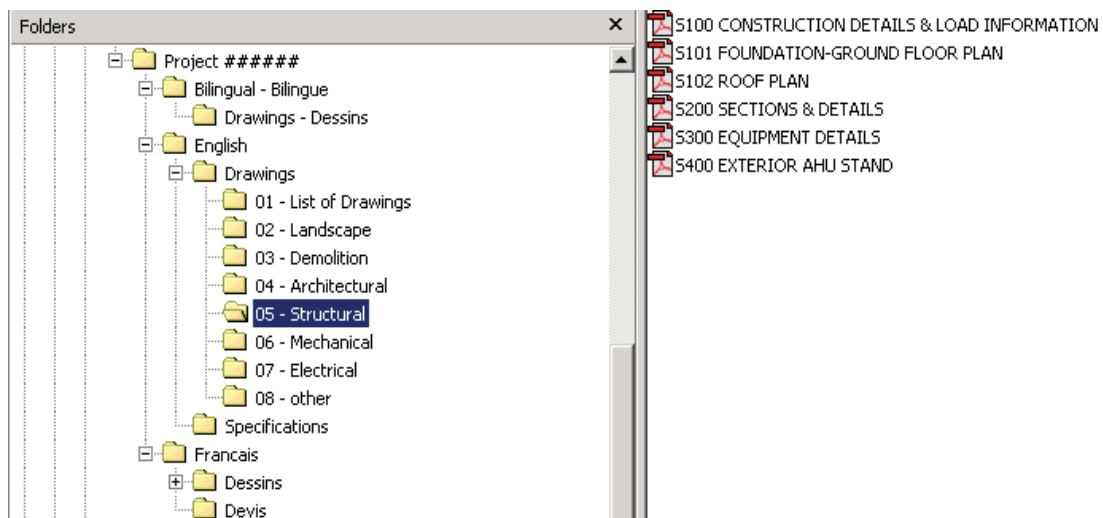 Folders
Project ######
Bilingual - Bilingue
Drawings - Dessins
English
Drawings
01 - List of Drawings
02 - Landscape
03 - Demolition
04 - Architectural
05 - Structural
06 - Mechanical
07 - Electrical
08 - other
Specifications
Francais
Dessins
Devis
S100 CONSTRUCTION DETAILS & LOAD INFORMATION
S101 FOUNDATION-GROUND FLOOR PLAN
S102 ROOF PLAN
S200 SECTIONS & DETAILS
S300 EQUIPMENT DETAILS
S400 EXTERIOR AHU STAND